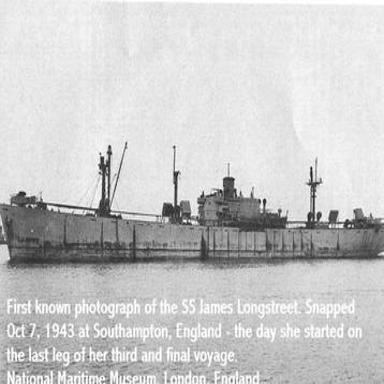 First known photograph of the SS James Longstreet. Snapped
Oct 7, 1943 at Southampton, England - the day she started on
the last leg of her third and final voyage.
National Maritime Museum, London, England